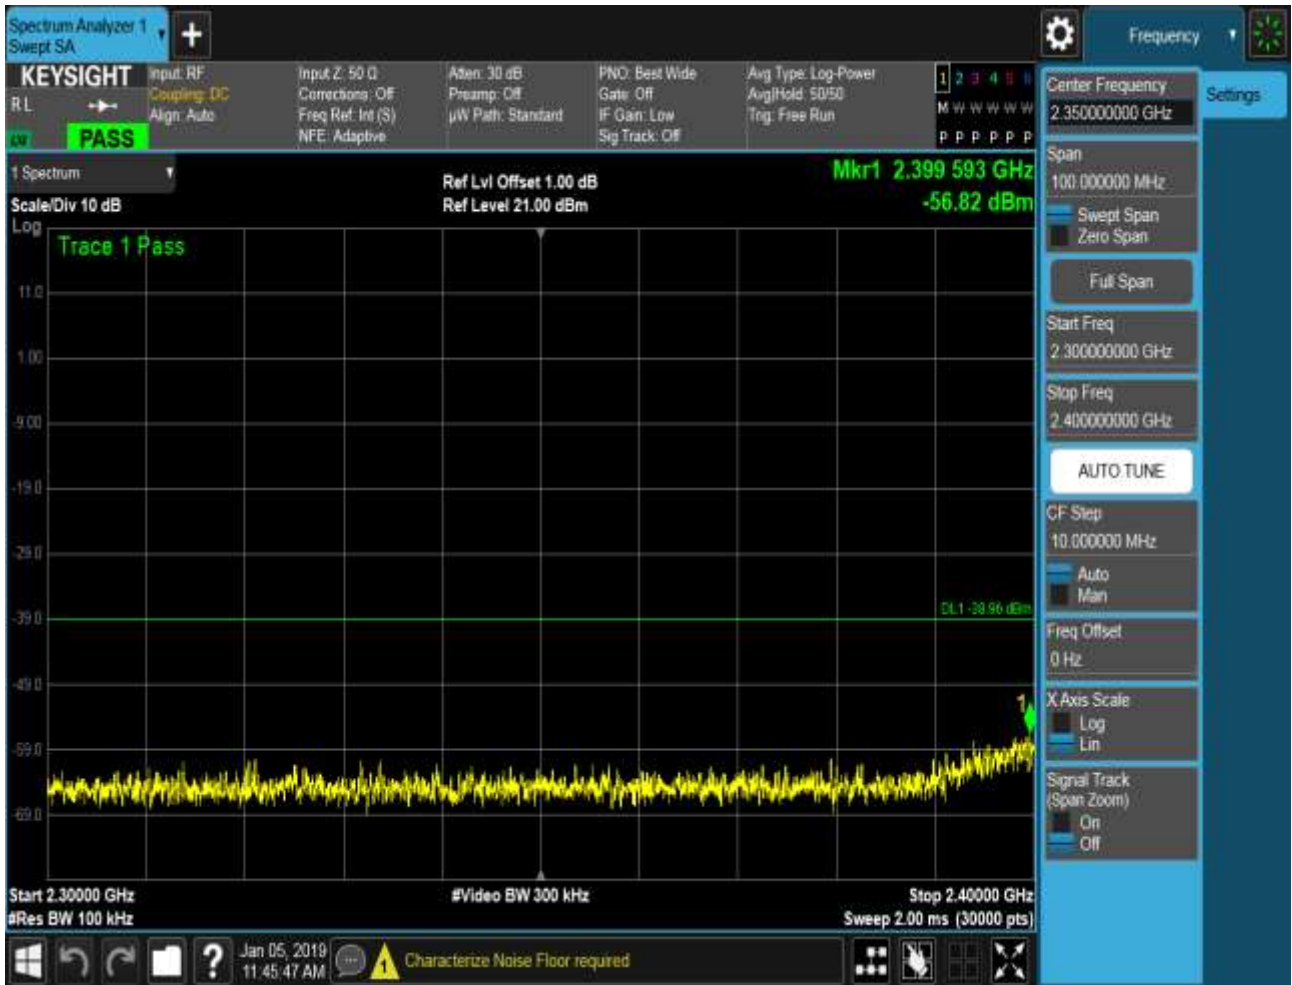 Spectrum Analyzer 1
Swept SA
Frequency
KEYSIGHT
R L
PASS
Input: RF
Coupling: DC
Align: Auto
Input Z: 50 Ω
Corrections: Off
Freq Ref: Int (S)
NFE: Adaptive
Atten: 30 dB
Preamp: Off
µW Path: Standard
PNO: Best Wide
Gate: Off
IF Gain: Low
Sig Track: Off
Avg Type: Log-Power
Avg|Hold: 50/50
Trig: Free Run
1 2 3 4 5 6
M W W W W W
P P P P P P
1 Spectrum
Scale/Div 10 dB
Ref Lvl Offset 1.00 dB
Ref Level 21.00 dBm
Mkr1 2.399 593 GHz
-56.82 dBm
Log
Trace 1 Pass
11.0
1.00
-9.00
-19.0
-29.0
-39.0
DL1 -38.96 dBm
-49.0
1
-59.0
-69.0
Start 2.30000 GHz
#Res BW 100 kHz
#Video BW 300 kHz
Stop 2.40000 GHz
Sweep 2.00 ms (30000 pts)
Center Frequency
2.350000000 GHz
Settings
Span
100.000000 MHz
Swept Span
Zero Span
Full Span
Start Freq
2.300000000 GHz
Stop Freq
2.400000000 GHz
AUTO TUNE
CF Step
10.000000 MHz
Auto
Man
Freq Offset
0 Hz
X Axis Scale
Log
Lin
Signal Track
(Span Zoom)
On
Off
?
Jan 05, 2019
11:45:47 AM
1
Characterize Noise Floor required